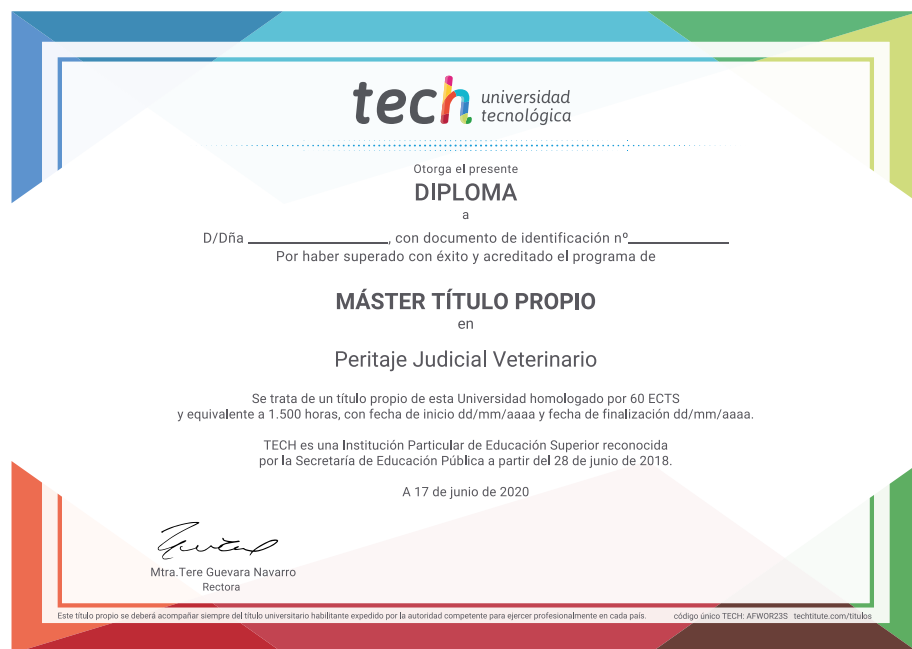 tech universidad
tecnológica
Otorga el presente
DIPLOMA
a
D/Dña ____________________, con documento de identificación nº______________
Por haber superado con éxito y acreditado el programa de
MÁSTER TÍTULO PROPIO
en
Peritaje Judicial Veterinario
Se trata de un título propio de esta Universidad homologado por 60 ECTS
y equivalente a 1.500 horas, con fecha de inicio dd/mm/aaaa y fecha de finalización dd/mm/aaaa.
TECH es una Institución Particular de Educación Superior reconocida
por la Secretaría de Educación Pública a partir del 28 de junio de 2018.
A 17 de junio de 2020
Mtra.Tere Guevara Navarro
Rectora
Este título propio se deberá acompañar siempre del título universitario habilitante expedido por la autoridad competente para ejercer profesionalmente en cada país. código único TECH: AFWOR23S techtitute.com/titulos